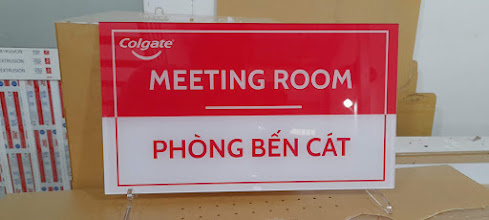 Colgate
MEETING ROOM
PHÒNG BẾN CÁT